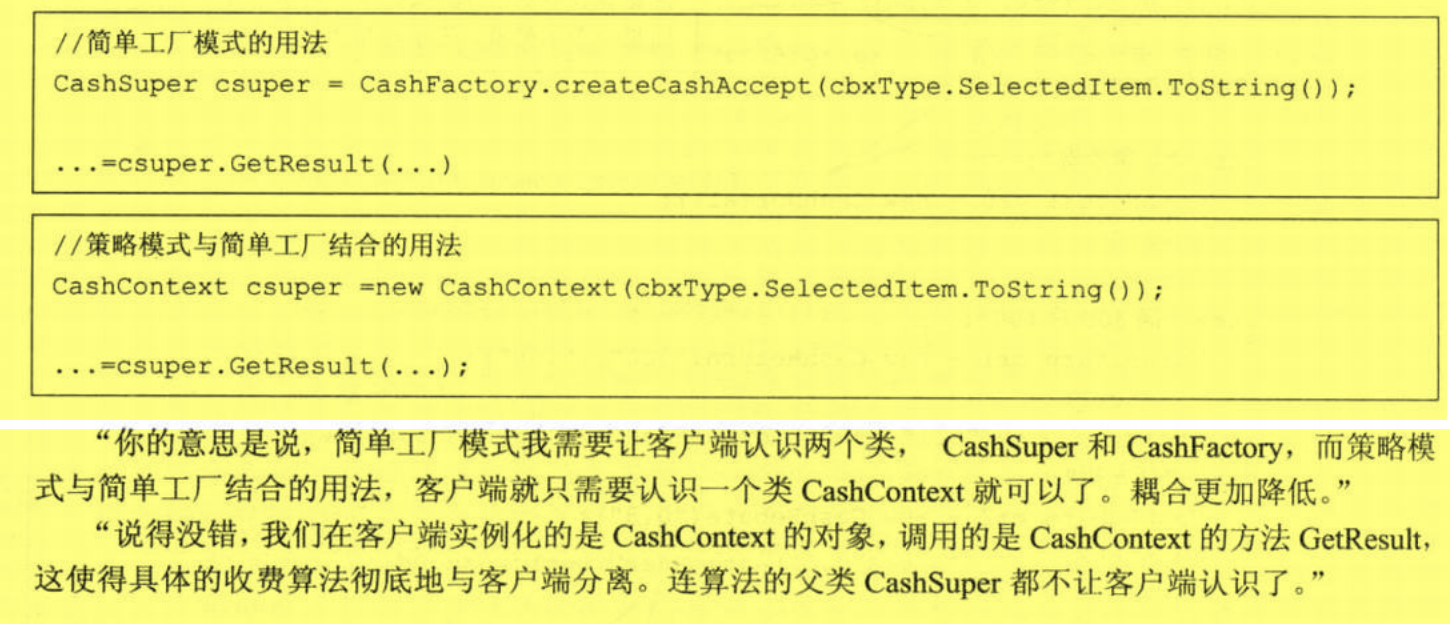 //简单工厂模式的用法
CashSuper csuper = CashFactory.createCashAccept(cbxType.SelectedItem.ToString());
...=csuper.GetResult(...)
//策略模式与简单工厂结合的用法
CashContext csuper =new CashContext(cbxType.SelectedItem.ToString());
...=csuper.GetResult(...);
“你的意思是说，简单工厂模式我需要让客户端认识两个类， CashSuper 和 CashFactory，而策略模
式与简单工厂结合的用法，客户端就只需要认识一个类 CashContext 就可以了。耦合更加降低。”
“说得没错，我们在客户端实例化的是 CashContext 的对象，调用的是 CashContext 的方法 GetResult，
这使得具体的收费算法彻底地与客户端分离。连算法的父类 CashSuper 都不让客户端认识了。”